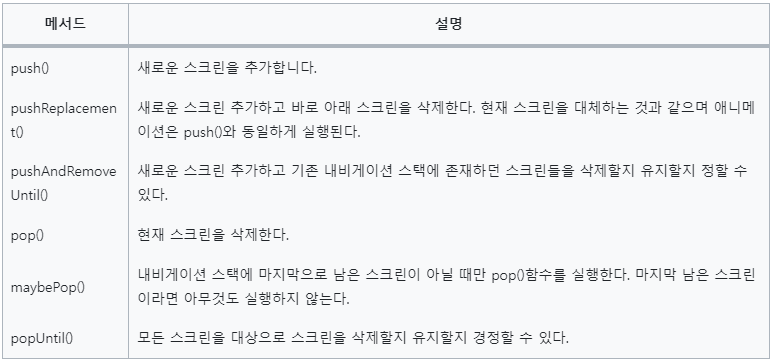 메서드 설명
push() 새로운 스크린을 추가합니다.
pushReplacemen 새로운 스크린 추가하고 바로 아래 스크린을 삭제한다. 현재 스크린을 대체하는 것과 같으며 애니메
t() 이션은 push()와 동일하게 실행된다.
pushAndRemove 새로운 스크린 추가하고 기존 내비게이션 스택에 존재하던 스크린들을 삭제할지 유지할지 정할 수
Until() 있다.
pop() 현재 스크린을 삭제한다.
maybePop() 내비게이션 스택에 마지막으로 남은 스크린이 아닐 때만 pop()함수를 실행한다. 마지막 남은 스크린
이라면 아무것도 실행하지 않는다.
popUntil() 모든 스크린을 대상으로 스크린을 삭제할지 유지할지 경정할 수 있다.